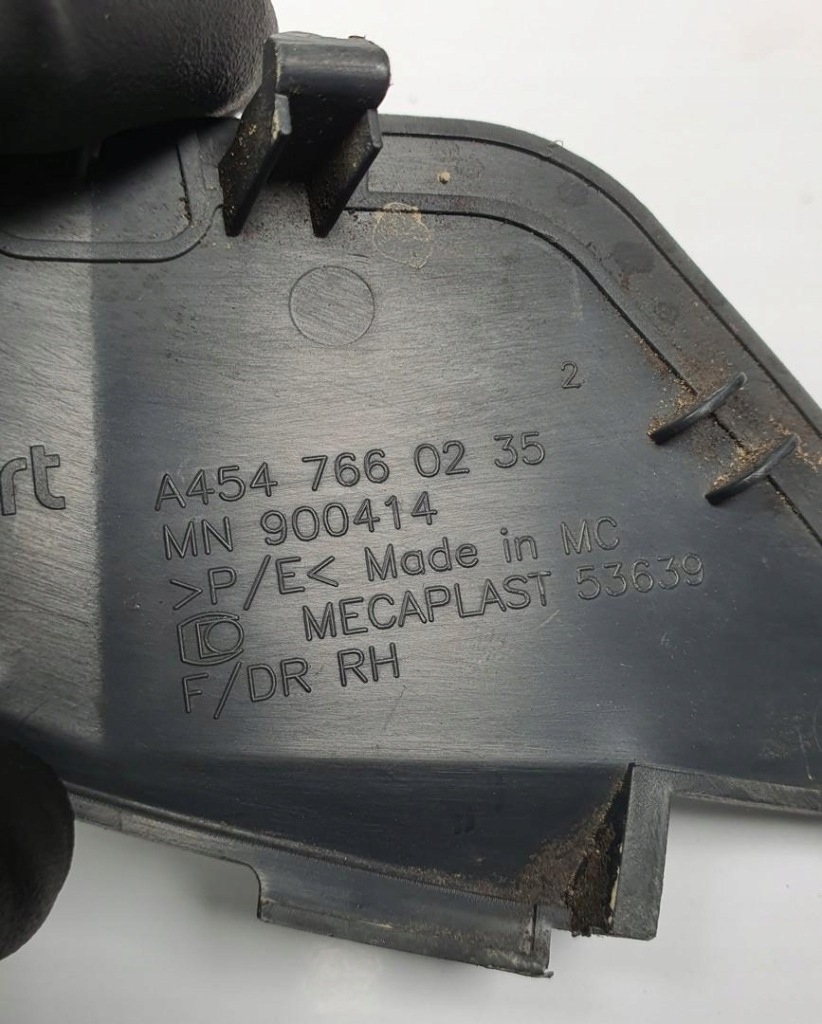 2
rt
A454 766 02 35
MN 900414
>P/E< Made in MC
MECAPLAST 53639
F/DR RH